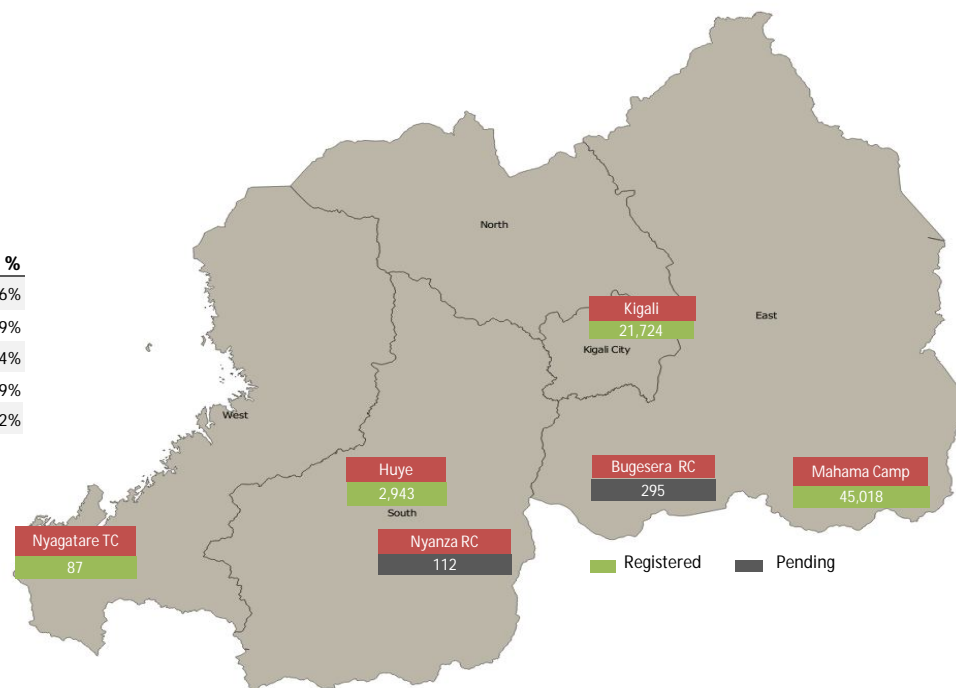 %
6%
9%
4%
9%
2%
North
Kigali
21,724
Kigali City
East
West
Huye
2,943
South
Bugesera RC
295
Mahama Camp
45,018
Nyagatare TC
87
Nyanza RC
112
Registered
Pending